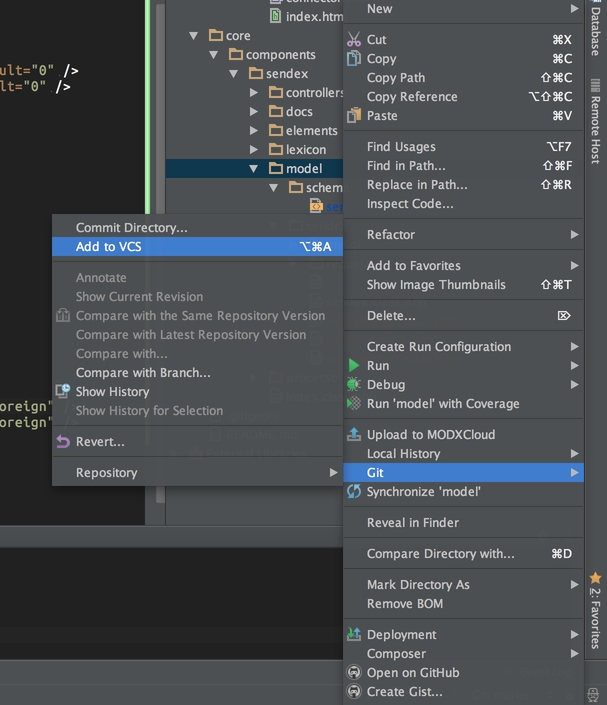 index.htm
core
components
sendex
controllers
docs
elements
lexicon
model
schem
ult="0" />
lt="0" />
oreign"
oreign"
New
Cut ⌘X
Copy ⌘C
Copy Path ⇧⌘C
Copy Reference ⌥⇧⌘C
Paste ⌘V
Find Usages ⌥F7
Find in Path... ⇧⌘F
Replace in Path... ⇧⌘R
Inspect Code...
Refactor
Add to Favorites
Show Image Thumbnails ⇧⌘T
Delete... ⌦
Create Run Configuration
Run
Debug
Run 'model' with Coverage
Upload to MODXCloud
Local History
Git
Synchronize 'model'
Reveal in Finder
Compare Directory with... ⌘D
Mark Directory As
Remove BOM
Deployment
Composer
Open on GitHub
Create Gist...
Commit Directory...
Add to VCS ⌥⌘A
Annotate
Show Current Revision
Compare with the Same Repository Version
Compare with Latest Repository Version
Compare with...
Compare with Branch...
Show History
Show History for Selection
Revert...
Repository
Database
Remote Host
2: Favorites